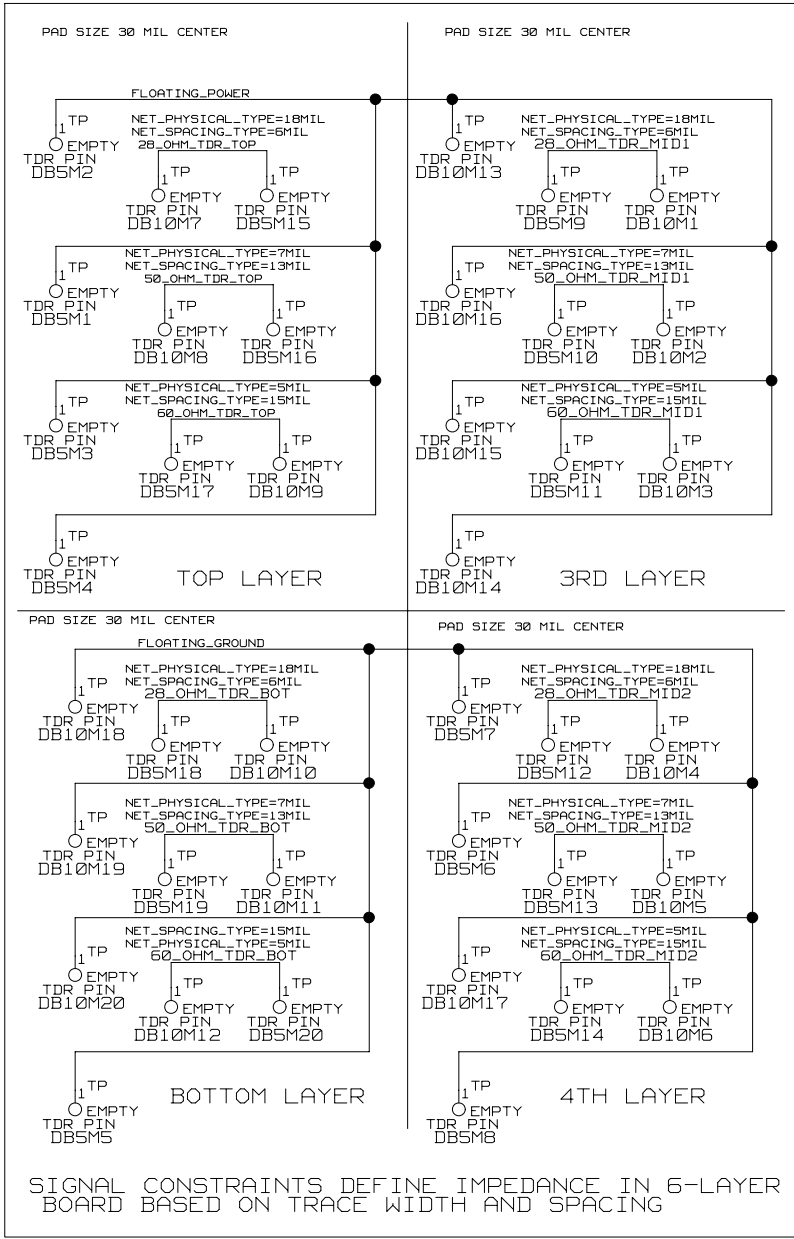 PAD SIZE 30 MIL CENTER
FLOATING_POWER
1 TP
EMPTY
TDR PIN
DB5M2
NET_PHYSICAL_TYPE=18MIL
NET_SPACING_TYPE=6MIL
28_OHM_TDR_TOP
1 TP
EMPTY
TDR PIN
DB10M7
1 TP
EMPTY
TDR PIN
DB5M15
1 TP
EMPTY
TDR PIN
DB5M1
NET_PHYSICAL_TYPE=7MIL
NET_SPACING_TYPE=13MIL
50_OHM_TDR_TOP
1 TP
EMPTY
TDR PIN
DB10M8
1 TP
EMPTY
TDR PIN
DB5M16
1 TP
EMPTY
TDR PIN
DB5M3
NET_PHYSICAL_TYPE=5MIL
NET_SPACING_TYPE=15MIL
60_OHM_TDR_TOP
1 TP
EMPTY
TDR PIN
DB5M17
1 TP
EMPTY
TDR PIN
DB10M9
1 TP
EMPTY
TDR PIN
DB5M4
TOP LAYER
PAD SIZE 30 MIL CENTER
1 TP
EMPTY
TDR PIN
DB10M13
NET_PHYSICAL_TYPE=18MIL
NET_SPACING_TYPE=6MIL
28_OHM_TDR_MID1
1 TP
EMPTY
TDR PIN
DB5M9
1 TP
EMPTY
TDR PIN
DB10M1
1 TP
EMPTY
TDR PIN
DB10M16
NET_PHYSICAL_TYPE=7MIL
NET_SPACING_TYPE=13MIL
50_OHM_TDR_MID1
1 TP
EMPTY
TDR PIN
DB5M10
1 TP
EMPTY
TDR PIN
DB10M2
1 TP
EMPTY
TDR PIN
DB10M15
NET_PHYSICAL_TYPE=5MIL
NET_SPACING_TYPE=15MIL
60_OHM_TDR_MID1
1 TP
EMPTY
TDR PIN
DB5M11
1 TP
EMPTY
TDR PIN
DB10M3
1 TP
EMPTY
TDR PIN
DB10M14
3RD LAYER
PAD SIZE 30 MIL CENTER
FLOATING_GROUND
1 TP
EMPTY
TDR PIN
DB10M18
NET_PHYSICAL_TYPE=18MIL
NET_SPACING_TYPE=6MIL
28_OHM_TDR_BOT
1 TP
EMPTY
TDR PIN
DB5M18
1 TP
EMPTY
TDR PIN
DB10M10
1 TP
EMPTY
TDR PIN
DB10M19
NET_PHYSICAL_TYPE=7MIL
NET_SPACING_TYPE=13MIL
50_OHM_TDR_BOT
1 TP
EMPTY
TDR PIN
DB5M19
1 TP
EMPTY
TDR PIN
DB10M11
1 TP
EMPTY
TDR PIN
DB10M20
NET_SPACING_TYPE=15MIL
NET_PHYSICAL_TYPE=5MIL
60_OHM_TDR_BOT
1 TP
EMPTY
TDR PIN
DB10M12
1 TP
EMPTY
TDR PIN
DB5M20
1 TP
EMPTY
TDR PIN
DB5M5
BOTTOM LAYER
PAD SIZE 30 MIL CENTER
1 TP
EMPTY
TDR PIN
DB5M7
NET_PHYSICAL_TYPE=18MIL
NET_SPACING_TYPE=6MIL
28_OHM_TDR_MID2
1 TP
EMPTY
TDR PIN
DB5M12
1 TP
EMPTY
TDR PIN
DB10M4
1 TP
EMPTY
TDR PIN
DB5M6
NET_PHYSICAL_TYPE=7MIL
NET_SPACING_TYPE=13MIL
50_OHM_TDR_MID2
1 TP
EMPTY
TDR PIN
DB5M13
1 TP
EMPTY
TDR PIN
DB10M5
1 TP
EMPTY
TDR PIN
DB10M17
NET_PHYSICAL_TYPE=5MIL
NET_SPACING_TYPE=15MIL
60_OHM_TDR_MID2
1 TP
EMPTY
TDR PIN
DB5M14
1 TP
EMPTY
TDR PIN
DB10M6
1 TP
EMPTY
TDR PIN
DB5M8
4TH LAYER
SIGNAL CONSTRAINTS DEFINE IMPEDANCE IN 6-LAYER
BOARD BASED ON TRACE WIDTH AND SPACING